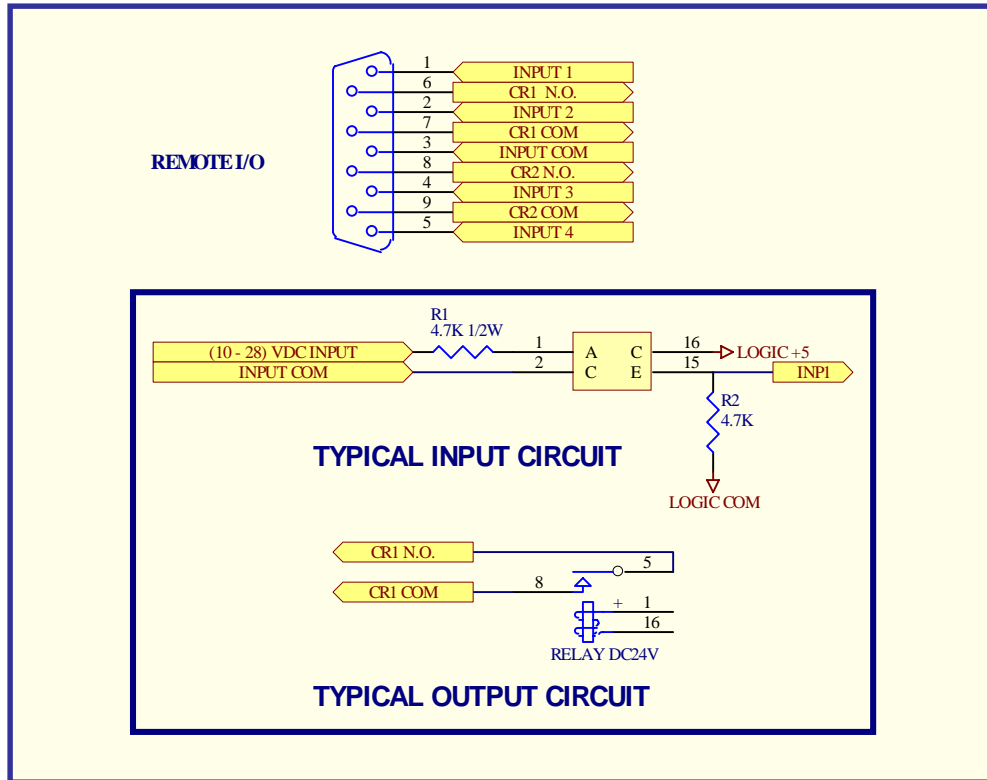 1 INPUT 1
6 CR1 N.O.
2 INPUT 2
7 CR1 COM
REMOTE I/O
3 INPUT COM
8 CR2 N.O.
4 INPUT 3
9 CR2 COM
5 INPUT 4
R1
4.7K 1/2W
(10 - 28) VDC INPUT 1 A C 16 LOGIC +5
INPUT COM 2 C E 15 INP1
R2
4.7K
TYPICAL INPUT CIRCUIT
LOGIC COM
CR1 N.O. 5
CR1 COM 8
+ 1
16
RELAY DC24V
TYPICAL OUTPUT CIRCUIT